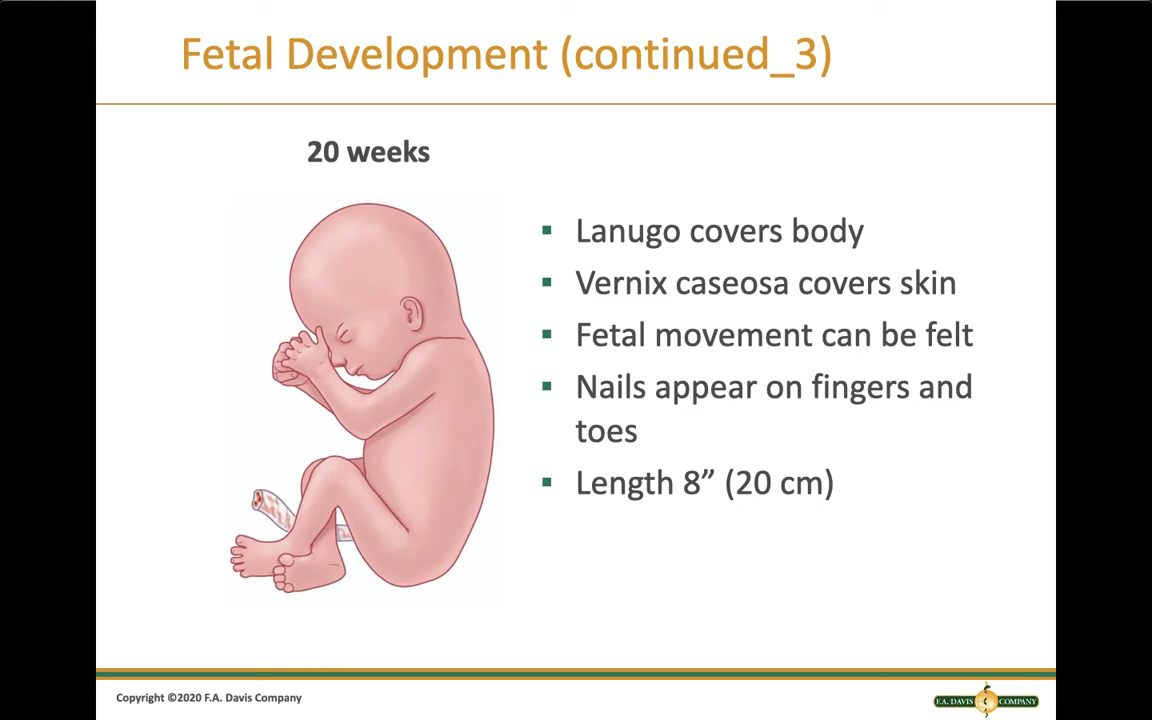 Fetal Development (continued_3)
20 weeks
▪ Lanugo covers body
▪ Vernix caseosa covers skin
▪ Fetal movement can be felt
▪ Nails appear on fingers and
toes
▪ Length 8” (20 cm)
Copyright ©2020 F.A. Davis Company
F.A. DAVIS COMPANY